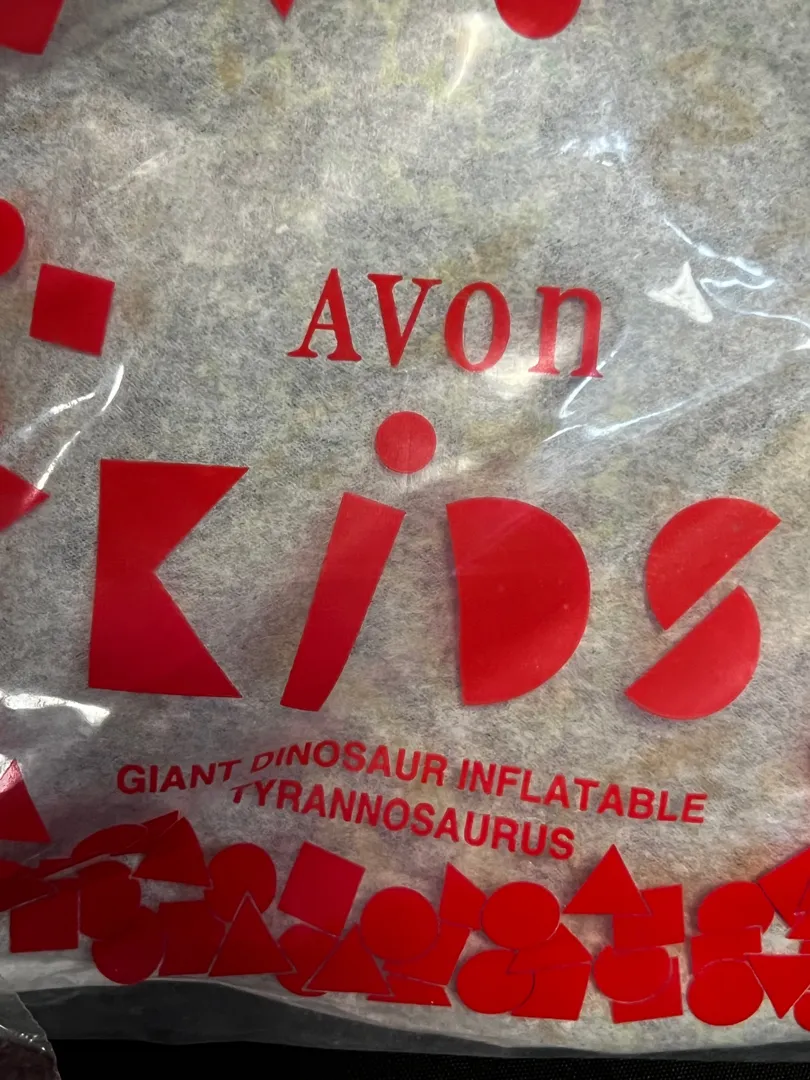 Avon
KiDS
GIANT DINOSAUR INFLATABLE
TYRANNOSAURUS